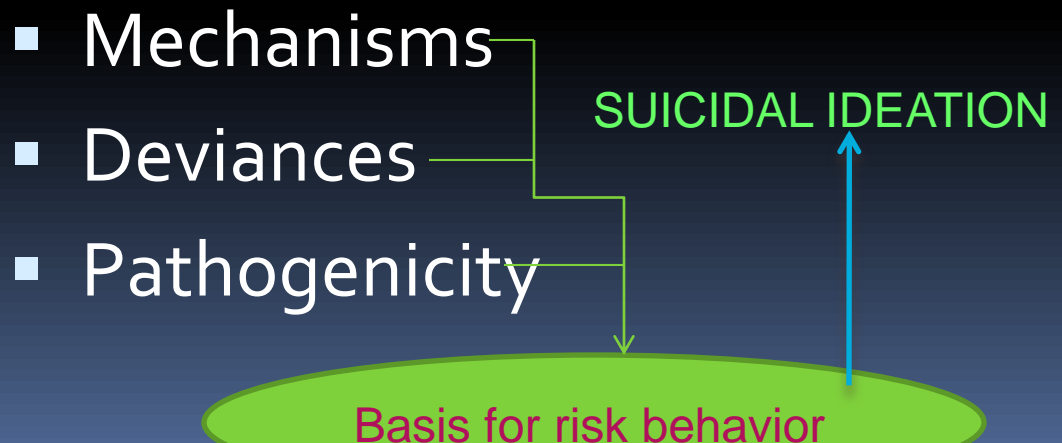 Mechanisms
SUICIDAL IDEATION
Deviances
Pathogenicity
Basis for risk behavior